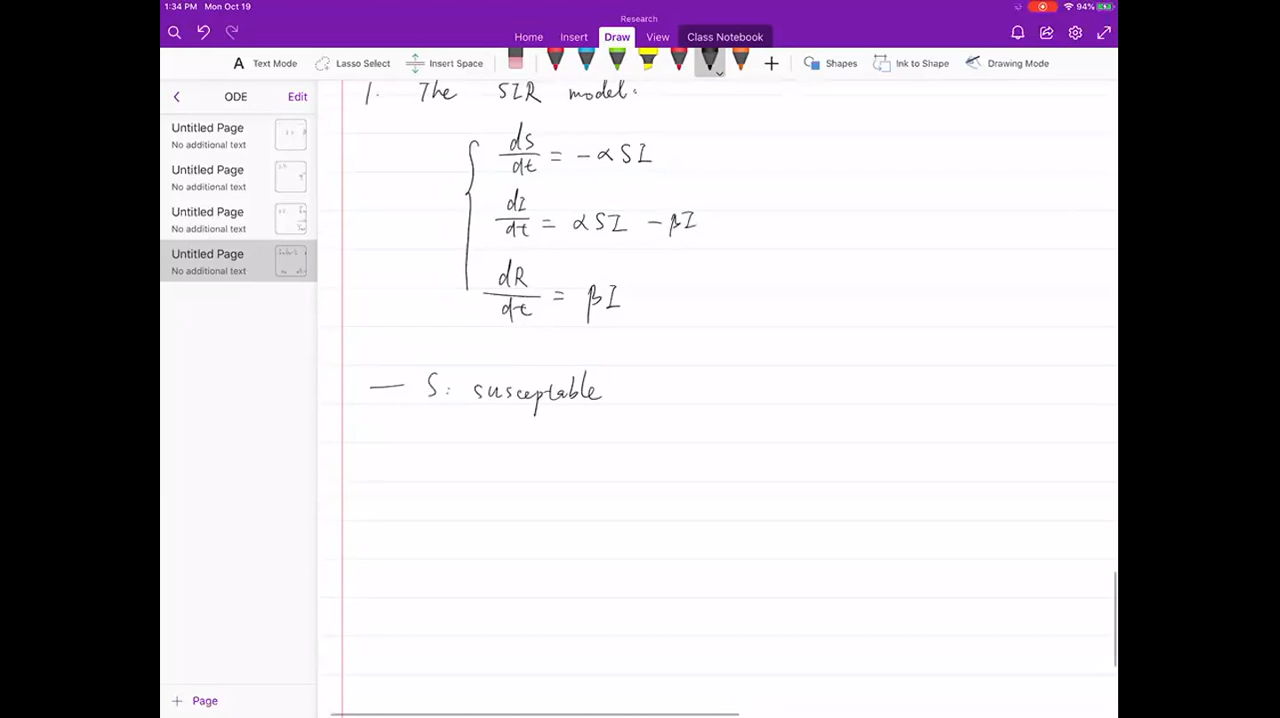 1:34 PM Mon Oct 19
94%
Research
Home Insert Draw View Class Notebook
A Text Mode Lasso Select Insert Space Shapes Ink to Shape Drawing Mode
ODE Edit
Untitled Page
No additional text
Untitled Page
No additional text
Untitled Page
No additional text
Untitled Page
No additional text
+ Page
1. The SIR model:
dS/dt = -αSI
dI/dt = αSI - βI
dR/dt = βI
— S: susceptable